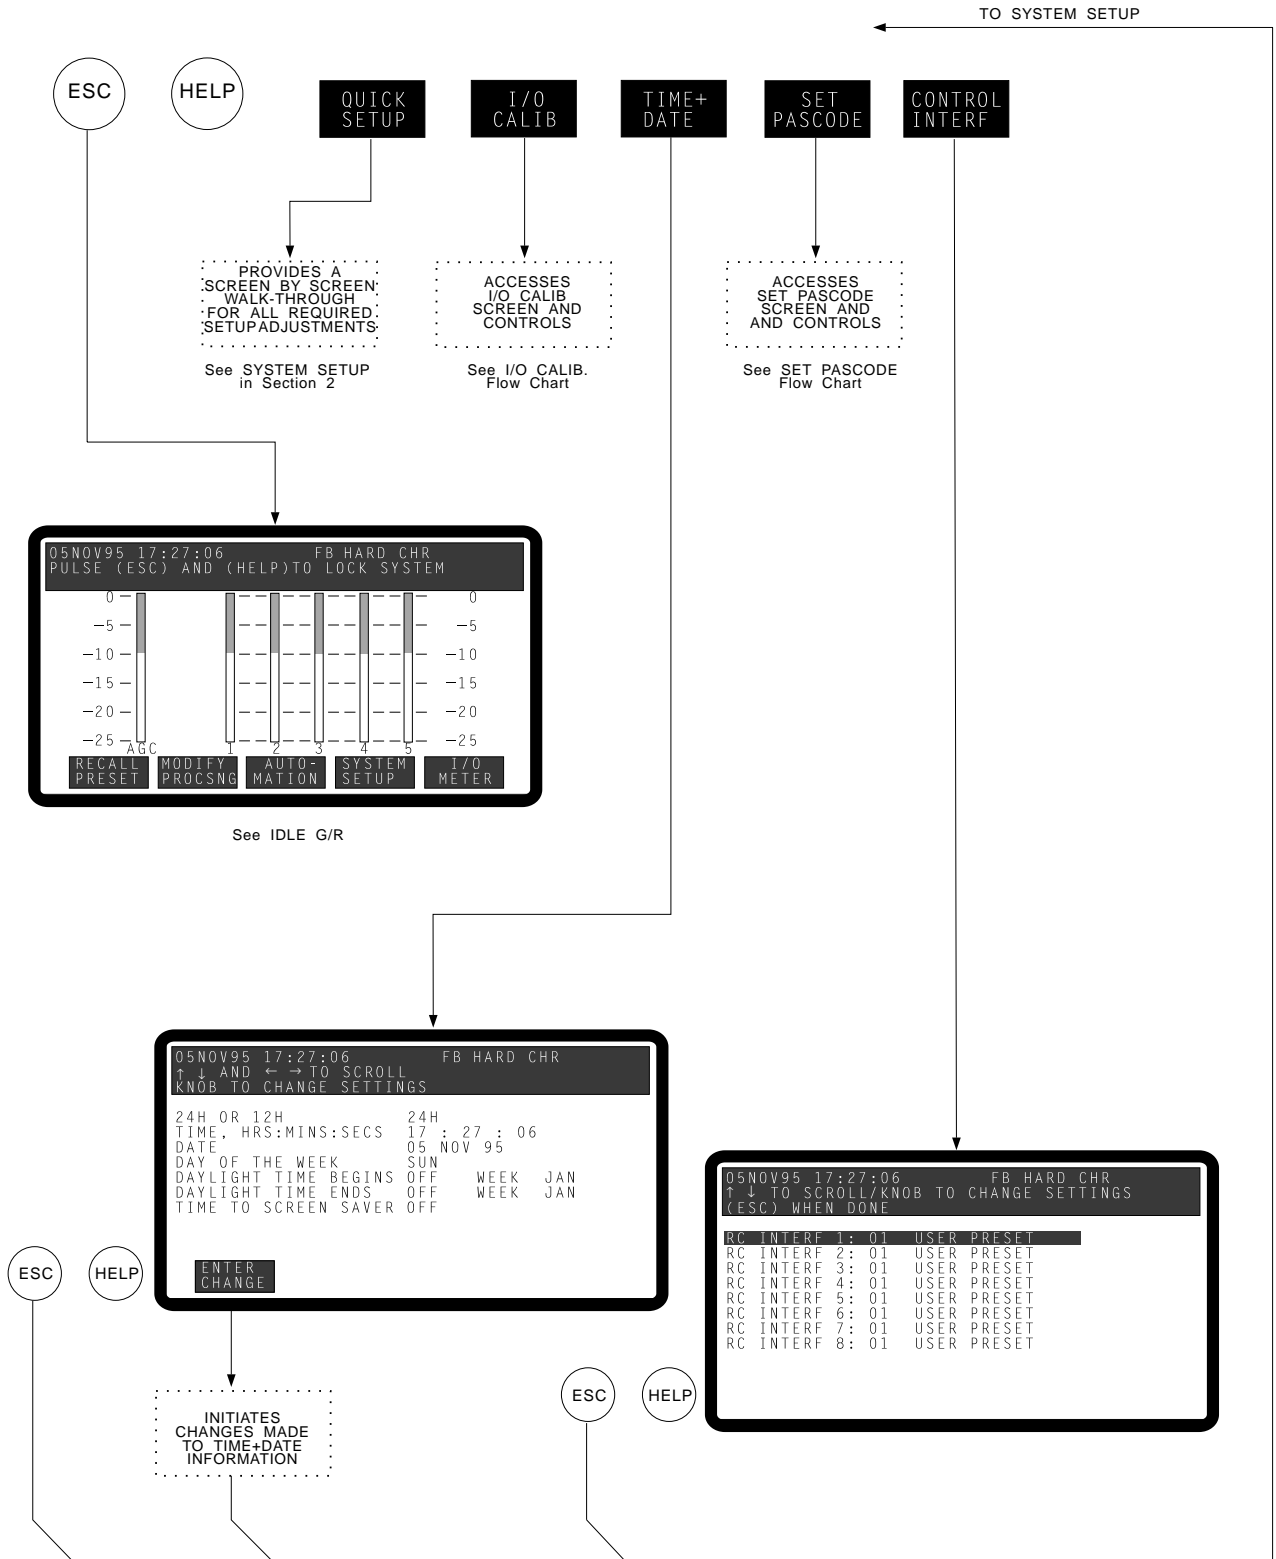 TO SYSTEM SETUP
ESC
HELP
QUICK
SETUP
I/O
CALIB
TIME+
DATE
SET
PASCODE
CONTROL
INTERF
PROVIDES A
SCREEN BY SCREEN
WALK-THROUGH
FOR ALL REQUIRED
SETUP ADJUSTMENTS
See SYSTEM SETUP
in Section 2
ACCESSES
I/O CALIB
SCREEN AND
CONTROLS
See I/O CALIB.
Flow Chart
ACCESSES
SET PASCODE
SCREEN AND
AND CONTROLS
See SET PASCODE
Flow Chart
05NOV95 17:27:06 FB HARD CHR
PULSE (ESC) AND (HELP)TO LOCK SYSTEM
0 0
-5 -5
-10 -10
-15 -15
-20 -20
-25 -25
AGC 1 2 3 4 5
RECALL
PRESET
MODIFY
PROCSNG
AUTO-
MATION
SYSTEM
SETUP
I/O
METER
See IDLE G/R
05NOV95 17:27:06 FB HARD CHR
↑ ↓ AND ← → TO SCROLL
KNOB TO CHANGE SETTINGS
24H OR 12H 24H
TIME, HRS:MINS:SECS 17 : 27 : 06
DATE 05 NOV 95
DAY OF THE WEEK SUN
DAYLIGHT TIME BEGINS OFF WEEK JAN
DAYLIGHT TIME ENDS OFF WEEK JAN
TIME TO SCREEN SAVER OFF
ENTER
CHANGE
ESC
HELP
INITIATES
CHANGES MADE
TO TIME+DATE
INFORMATION
05NOV95 17:27:06 FB HARD CHR
↑ ↓ TO SCROLL/KNOB TO CHANGE SETTINGS
(ESC) WHEN DONE
RC INTERF 1: 01 USER PRESET
RC INTERF 2: 01 USER PRESET
RC INTERF 3: 01 USER PRESET
RC INTERF 4: 01 USER PRESET
RC INTERF 5: 01 USER PRESET
RC INTERF 6: 01 USER PRESET
RC INTERF 7: 01 USER PRESET
RC INTERF 8: 01 USER PRESET
ESC
HELP